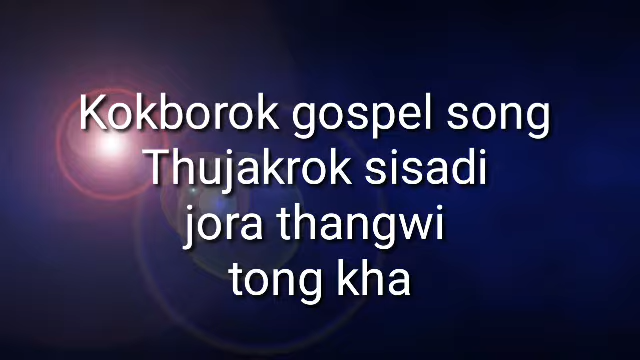 Kokborok gospel song
Thujakrok sisadi
jora thangwi
tong kha